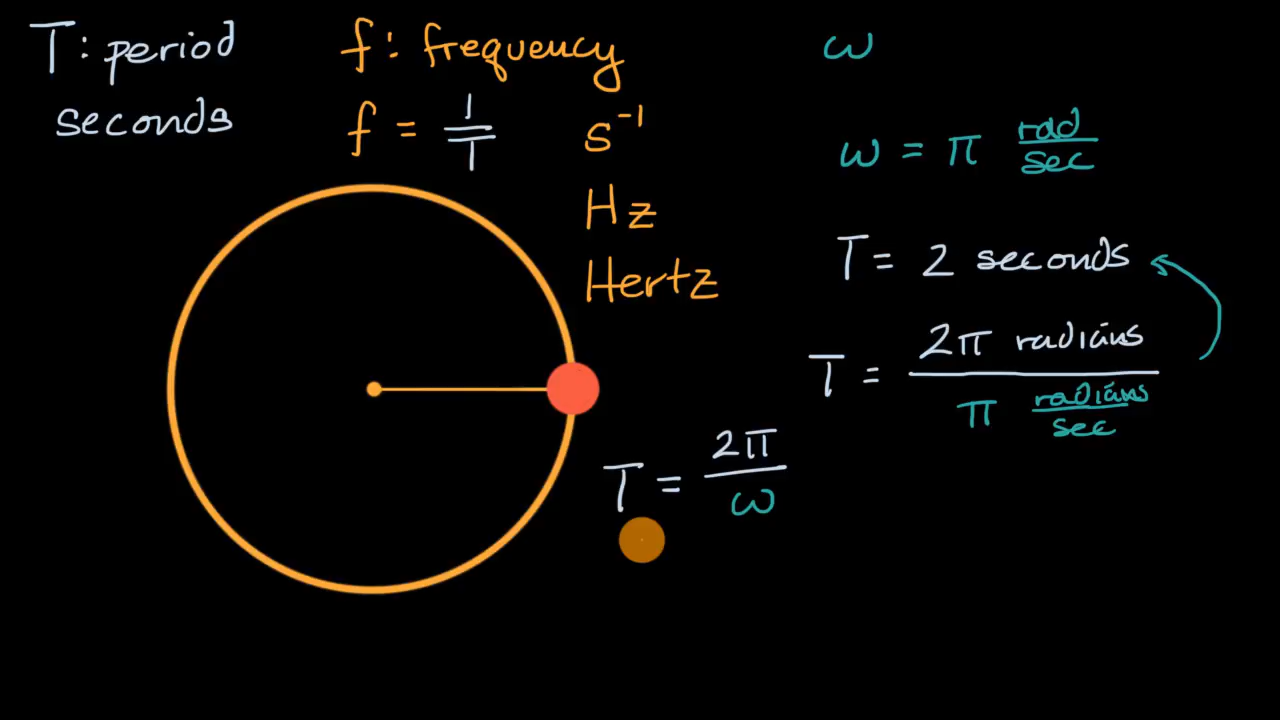 T: period
seconds
f: frequency
f = 1/T
s⁻¹
Hz
Hertz
ω
ω = π rad/sec
T = 2 seconds
T = 2π radians / π radians/sec
T = 2π/ω